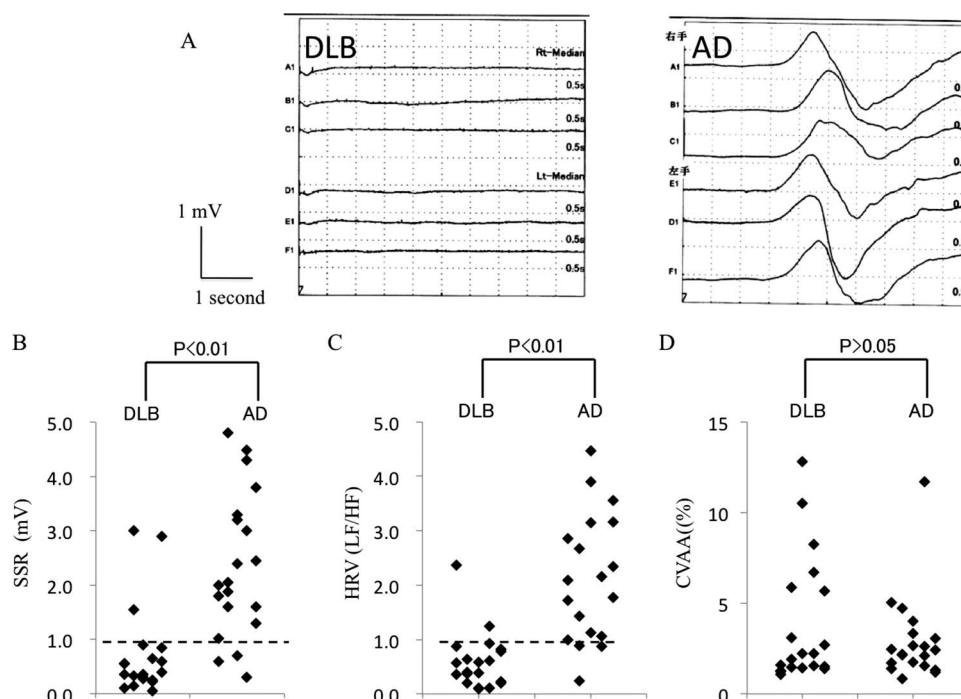 A
DLB
Rt-Median
A1
0.5s
B1
0.5s
C1
0.5s
Lt-Median
D1
0.5s
E1
0.5s
F1
0.5s
7
AD
右手
A1
B1
C1
左手
E1
D1
F1
7
1 mV
1 second
B
P<0.01
DLB
AD
5.0
4.0
3.0
2.0
1.0
0.0
SSR (mV)
C
P<0.01
DLB
AD
5.0
4.0
3.0
2.0
1.0
0.0
HRV (LF/HF)
D
P>0.05
DLB
AD
15
10
5
0
CVAA((%)